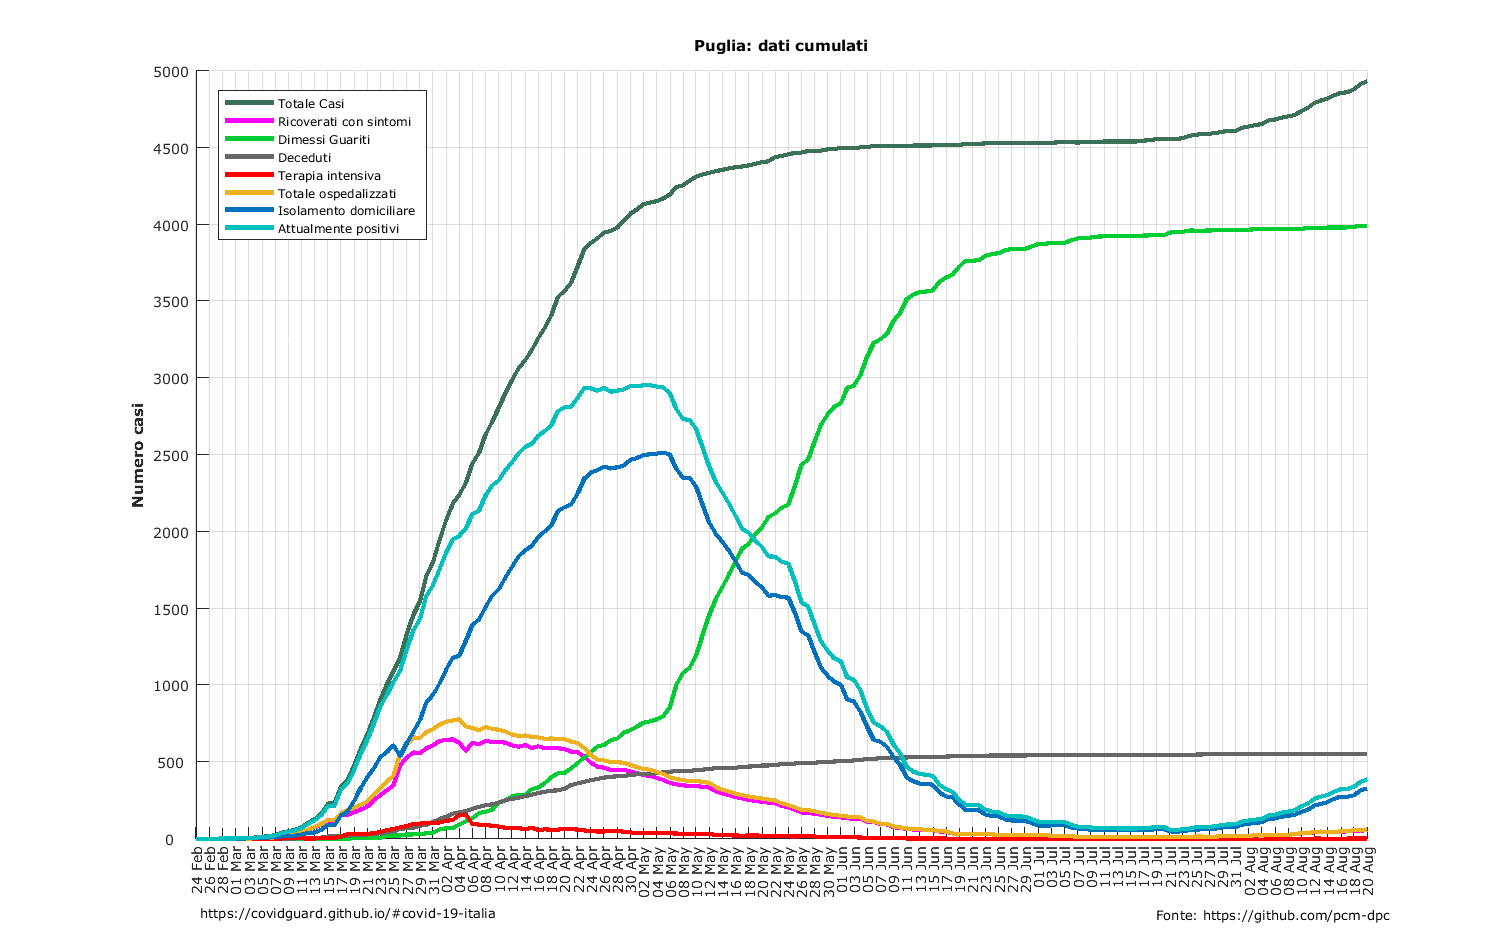 Puglia: dati cumulati
Numero casi
5000
4500
4000
3500
3000
2500
2000
1500
1000
500
0
Totale Casi
Ricoverati con sintomi
Dimessi Guariti
Deceduti
Terapia intensiva
Totale ospedalizzati
Isolamento domiciliare
Attualmente positivi
24 Feb
26 Feb
28 Feb
01 Mar
03 Mar
05 Mar
07 Mar
09 Mar
11 Mar
13 Mar
15 Mar
17 Mar
19 Mar
21 Mar
23 Mar
25 Mar
27 Mar
29 Mar
31 Mar
02 Apr
04 Apr
06 Apr
08 Apr
10 Apr
12 Apr
14 Apr
16 Apr
18 Apr
20 Apr
22 Apr
24 Apr
26 Apr
28 Apr
30 Apr
02 May
04 May
06 May
08 May
10 May
12 May
14 May
16 May
18 May
20 May
22 May
24 May
26 May
28 May
30 May
01 Jun
03 Jun
05 Jun
07 Jun
09 Jun
11 Jun
13 Jun
15 Jun
17 Jun
19 Jun
21 Jun
23 Jun
25 Jun
27 Jun
29 Jun
01 Jul
03 Jul
05 Jul
07 Jul
09 Jul
11 Jul
13 Jul
15 Jul
17 Jul
19 Jul
21 Jul
23 Jul
25 Jul
27 Jul
29 Jul
31 Jul
02 Aug
04 Aug
06 Aug
08 Aug
10 Aug
12 Aug
14 Aug
16 Aug
18 Aug
20 Aug
https://covidguard.github.io/#covid-19-italia
Fonte: https://github.com/pcm-dpc